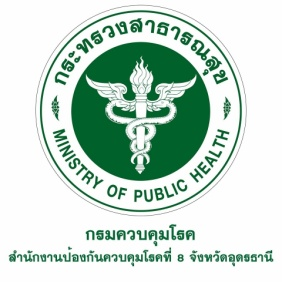 กระทรวงสาธารณสุข
MINISTRY OF PUBLIC HEALTH
กรมควบคุมโรค
สำนักงานป้องกันควบคุมโรคที่ 8 จังหวัดอุดรธานี